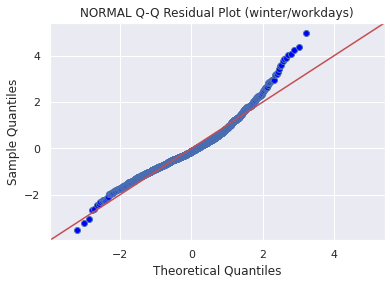 NORMAL Q-Q Residual Plot (winter/workdays)
4
2
0
−2
Sample Quantiles
−2
0
2
4
Theoretical Quantiles